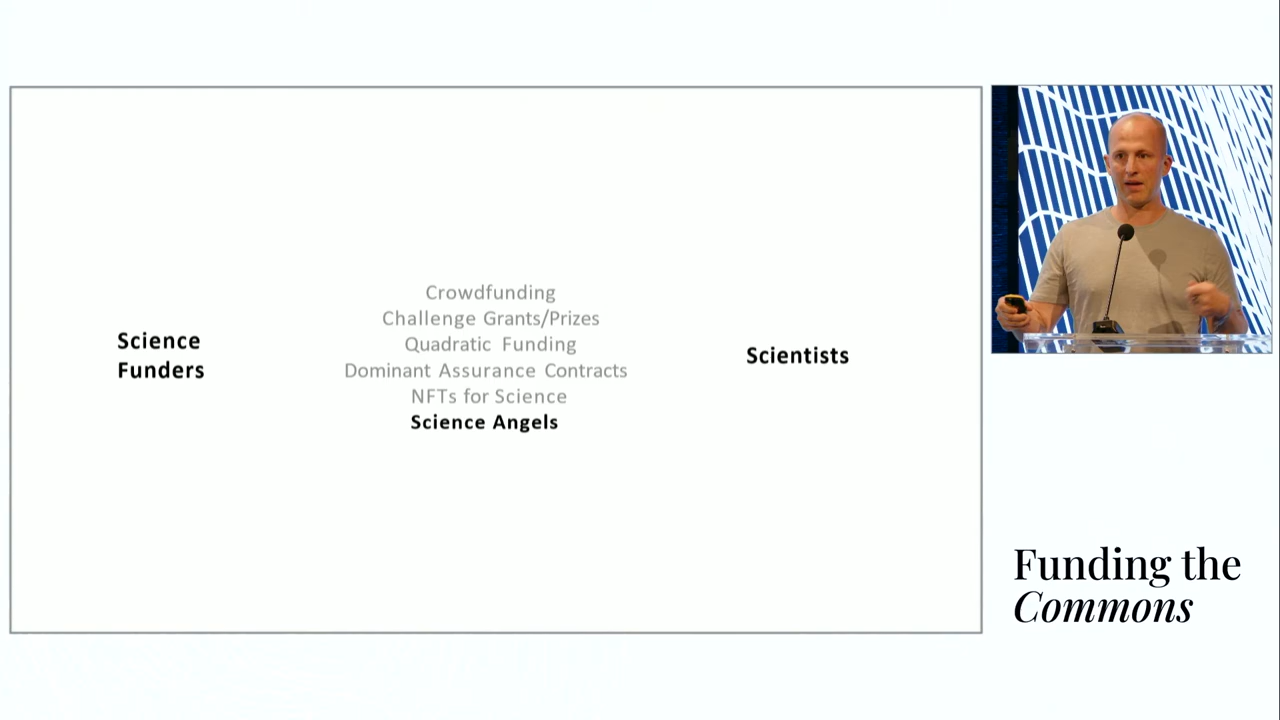 Science
Funders
Crowdfunding
Challenge Grants/Prizes
Quadratic Funding
Dominant Assurance Contracts
NFTs for Science
Science Angels
Scientists
Funding the
Commons